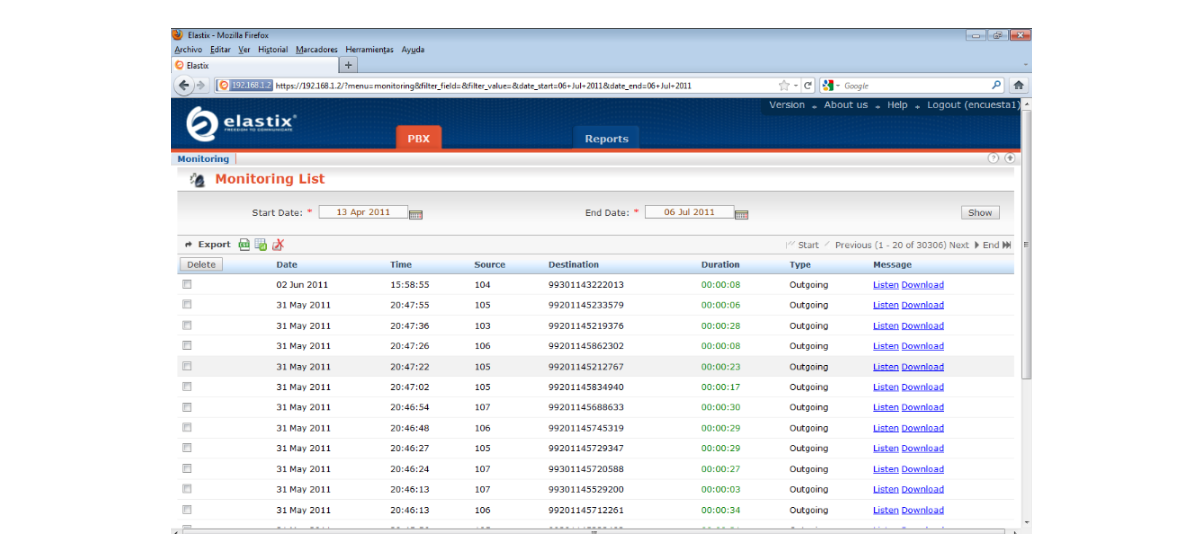 Elastix - Mozilla Firefox
Archivo Editar Ver Historial Marcadores Herramientas Ayuda
Elastix +
192.168.1.2 https://192.168.1.2/?menu=monitoring&filter_field=&filter_value=&date_start=06+Jul+2011&date_end=06+Jul+2011 Google
Version About us Help Logout (encuesta1)
elastix®
FREEDOM TO COMMUNICATE
PBX Reports
Monitoring
Monitoring List
Start Date: * 13 Apr 2011 End Date: * 06 Jul 2011 Show
Export Start Previous (1 - 20 of 30306) Next End
Delete Date Time Source Destination Duration Type Message
02 Jun 2011 15:58:55 104 99301143222013 00:00:08 Outgoing Listen Download
31 May 2011 20:47:55 105 99201145233579 00:00:06 Outgoing Listen Download
31 May 2011 20:47:36 103 99201145219376 00:00:28 Outgoing Listen Download
31 May 2011 20:47:26 106 99201145862302 00:00:08 Outgoing Listen Download
31 May 2011 20:47:22 105 99201145212767 00:00:23 Outgoing Listen Download
31 May 2011 20:47:02 105 99201145834940 00:00:17 Outgoing Listen Download
31 May 2011 20:46:54 107 99201145688633 00:00:30 Outgoing Listen Download
31 May 2011 20:46:48 106 99201145745319 00:00:29 Outgoing Listen Download
31 May 2011 20:46:27 105 99201145729347 00:00:29 Outgoing Listen Download
31 May 2011 20:46:24 107 99301145720588 00:00:27 Outgoing Listen Download
31 May 2011 20:46:13 107 99301145529200 00:00:03 Outgoing Listen Download
31 May 2011 20:46:13 106 99201145712261 00:00:34 Outgoing Listen Download